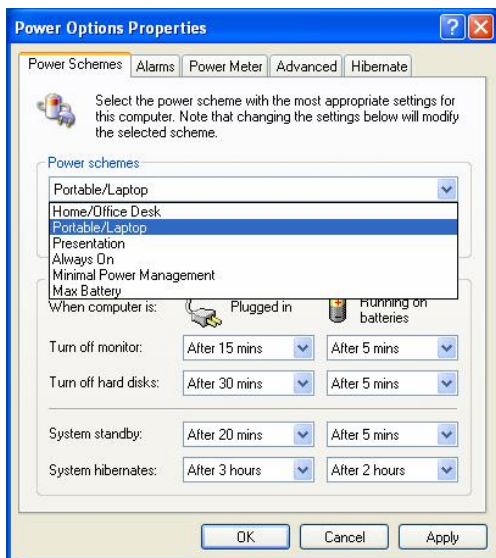 Power Options Properties
Power Schemes Alarms Power Meter Advanced Hibernate
Select the power scheme with the most appropriate settings for
this computer. Note that changing the settings below will modify
the selected scheme.
Power schemes
Portable/Laptop
Home/Office Desk
Portable/Laptop
Presentation
Always On
Minimal Power Management
Max Battery
When computer is: Plugged in Running on
batteries
Turn off monitor: After 15 mins After 5 mins
Turn off hard disks: After 30 mins After 5 mins
System standby: After 20 mins After 5 mins
System hibernates: After 3 hours After 2 hours
OK Cancel Apply